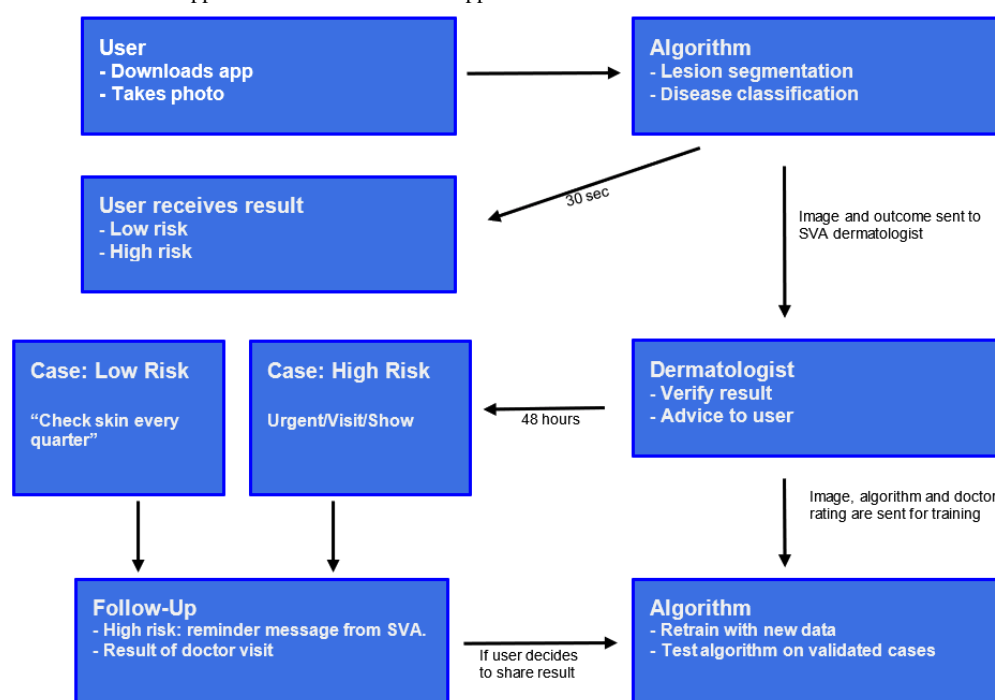 User
- Downloads app
- Takes photo
Algorithm
- Lesion segmentation
- Disease classification
30 sec
User receives result
- Low risk
- High risk
Image and outcome sent to
SVA dermatologist
Case: Low Risk
“Check skin every
quarter”
Case: High Risk
Urgent/Visit/Show
48 hours
Dermatologist
- Verify result
- Advice to user
Image, algorithm and doctor
rating are sent for training
Follow-Up
- High risk: reminder message from SVA.
- Result of doctor visit
If user decides
to share result
Algorithm
- Retrain with new data
- Test algorithm on validated cases